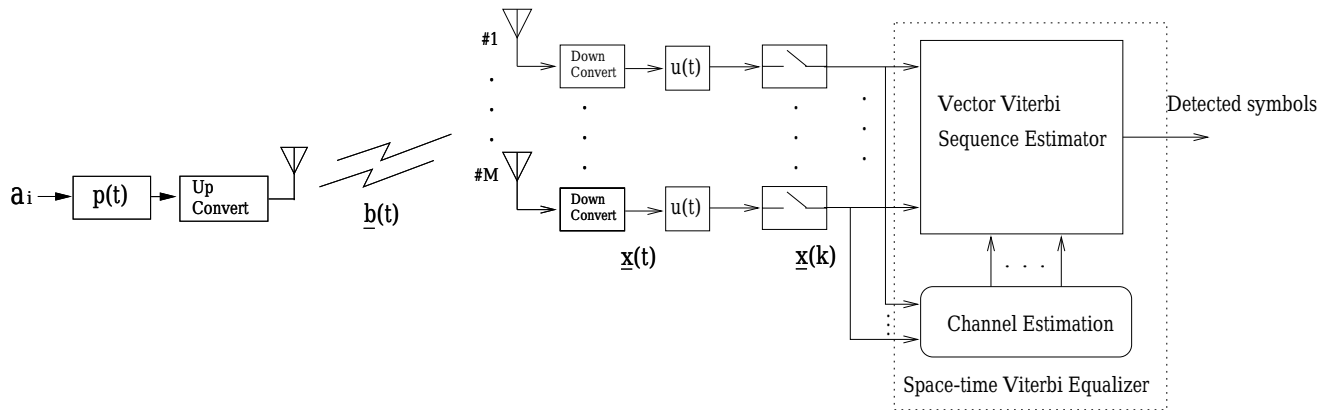 #1
Down
Convert
u(t)
Vector Viterbi
Sequence Estimator
Detected symbols
#M
a i
p(t)
Up
Convert
b(t)
Down
Convert
u(t)
x(t)
x(k)
Channel Estimation
Space-time Viterbi Equalizer